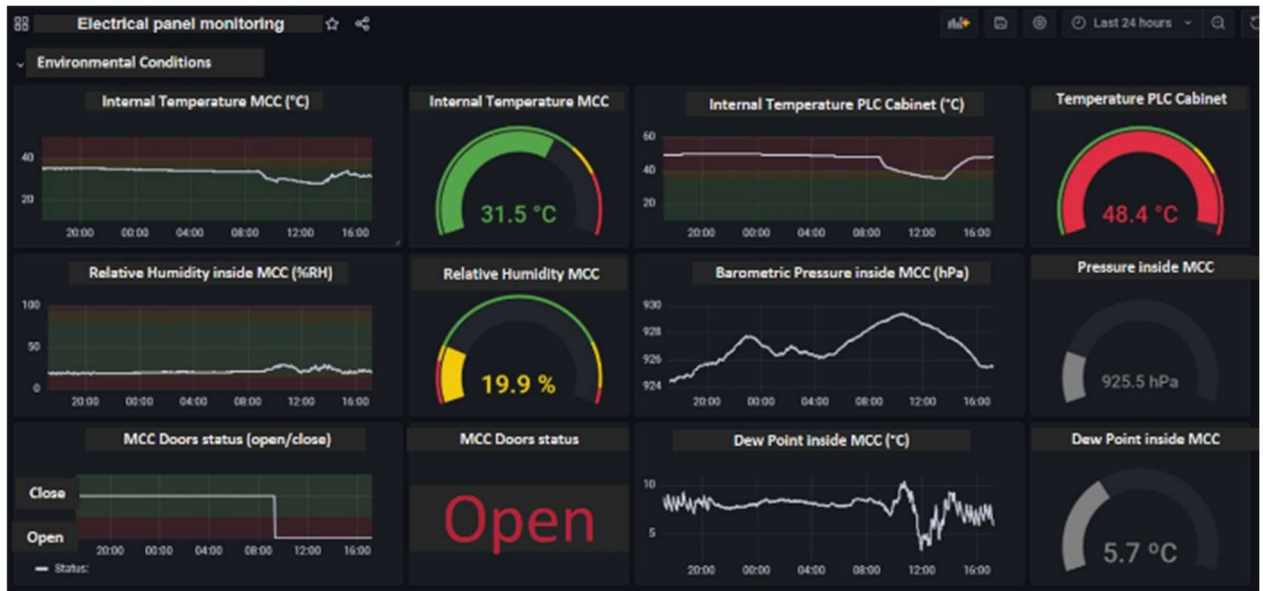 Electrical panel monitoring
Last 24 hours
Environmental Conditions
Internal Temperature MCC (°C)
40
20
20:00 00:00 04:00 08:00 12:00 16:00
Internal Temperature MCC
31.5 °C
Internal Temperature PLC Cabinet (°C)
60
40
20
20:00 00:00 04:00 08:00 12:00 16:00
Temperature PLC Cabinet
48.4 °C
Relative Humidity inside MCC (%RH)
100
50
0
20:00 00:00 04:00 08:00 12:00 16:00
Relative Humidity MCC
19.9 %
Barometric Pressure inside MCC (hPa)
930
928
926
924
20:00 00:00 04:00 08:00 12:00 16:00
Pressure inside MCC
925.5 hPa
MCC Doors status (open/close)
Close
Open
20:00 00:00 04:00 08:00 12:00 16:00
Status:
MCC Doors status
Open
Dew Point inside MCC (°C)
10
5
20:00 00:00 04:00 08:00 12:00 16:00
Dew Point inside MCC
5.7 ºC